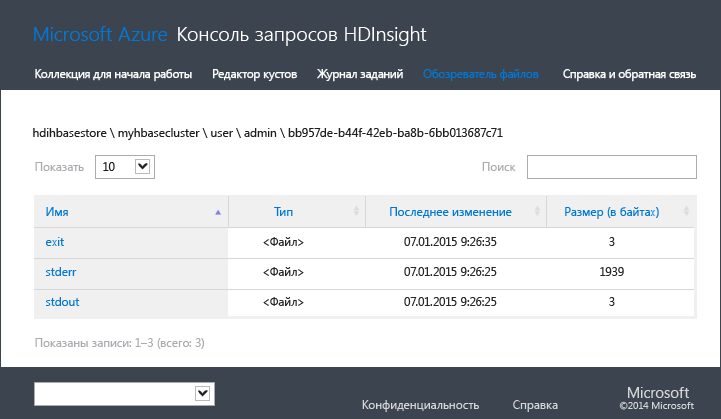 Microsoft Azure Консоль запросов HDInsight
Коллекция для начала работы Редактор кустов Журнал заданий Обозреватель файлов Справка и обратная связь
hdihbasestore \ myhbasecluster \ user \ admin \ bb957de-b44f-42eb-ba8b-6bb013687c71
Показать 10 Поиск
Имя Тип Последнее изменение Размер (в байтах)
exit <Файл> 07.01.2015 9:26:35 3
stderr <Файл> 07.01.2015 9:26:25 1939
stdout <Файл> 07.01.2015 9:26:25 3
Показаны записи: 1–3 (всего: 3)
Конфиденциальность Справка Microsoft
©2014 Microsoft